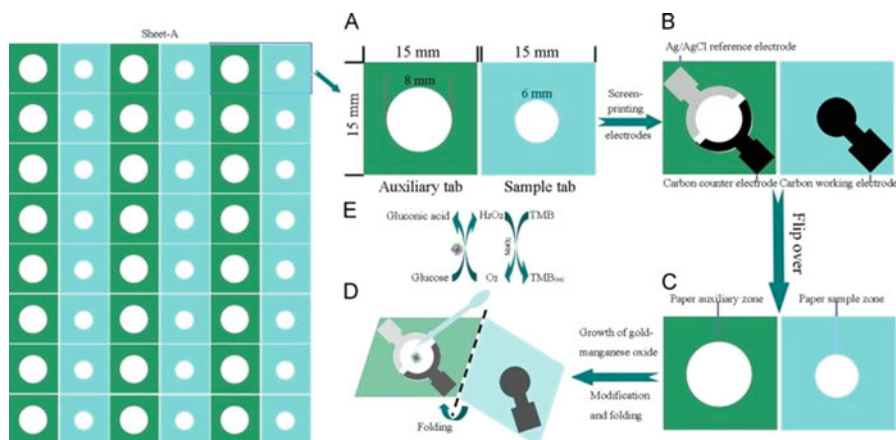 Sheet-A
A
15 mm
15 mm
15 mm
8 mm
6 mm
Auxiliary tab
Sample tab
Screen-
printing
electrodes
B
Ag/AgCl reference electrode
Carbon counter electrode
Carbon working electrode
Flip over
C
Paper auxiliary zone
Paper sample zone
Growth of gold-
manganese oxide
Modification
and folding
D
Folding
E
Gluconic acid
H₂O₂
TMB
Glucose
O₂